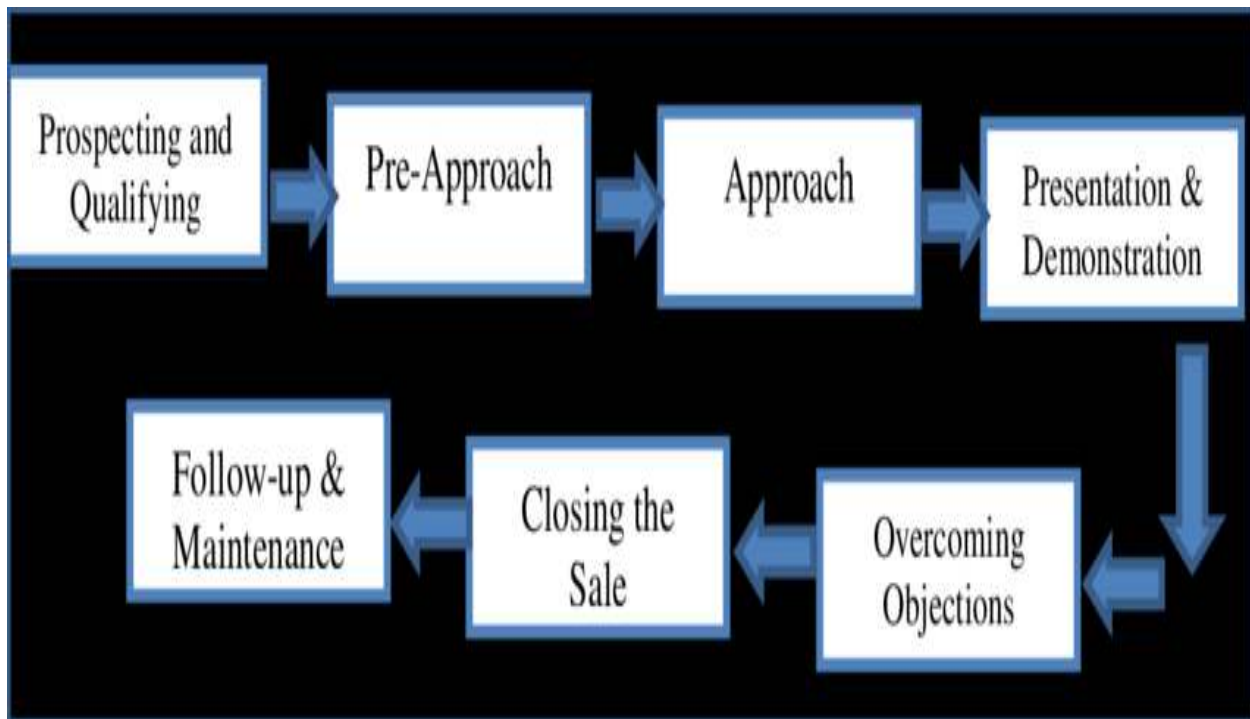 Prospecting and
Qualifying
Pre-Approach
Approach
Presentation &
Demonstration
Overcoming
Objections
Closing the
Sale
Follow-up &
Maintenance